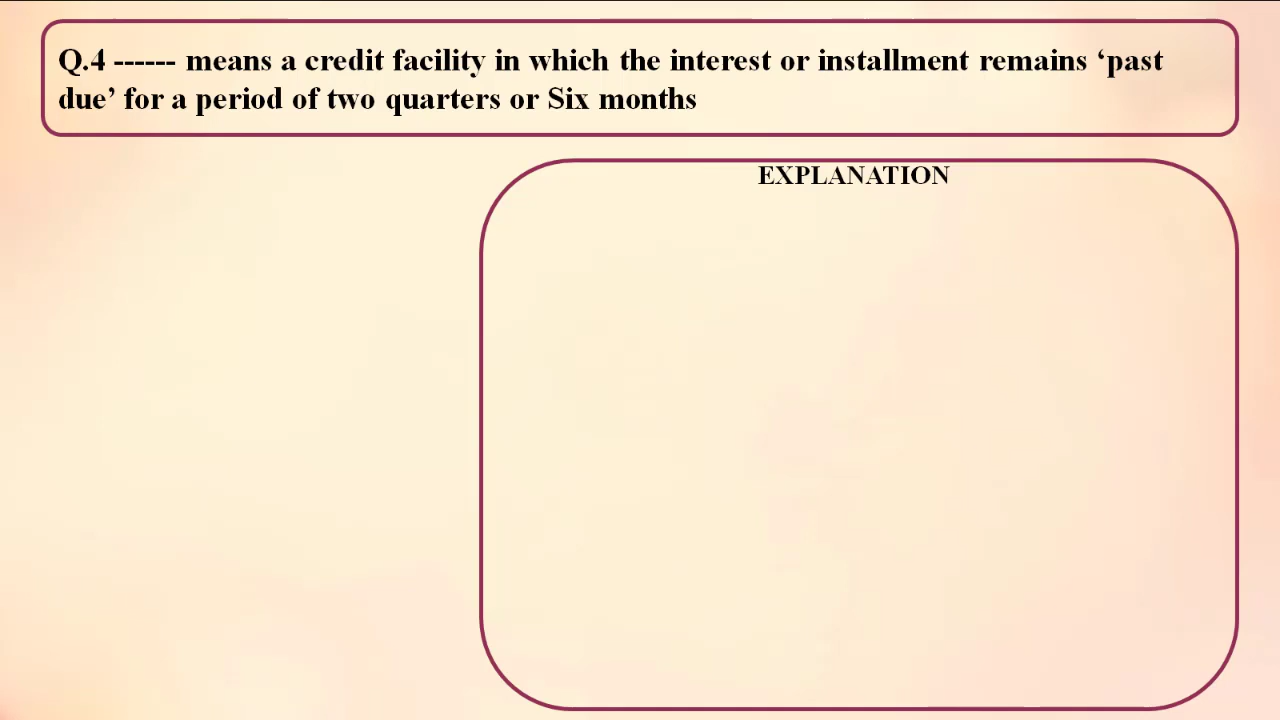 Q.4 ------ means a credit facility in which the interest or installment remains ‘past
due’ for a period of two quarters or Six months
EXPLANATION